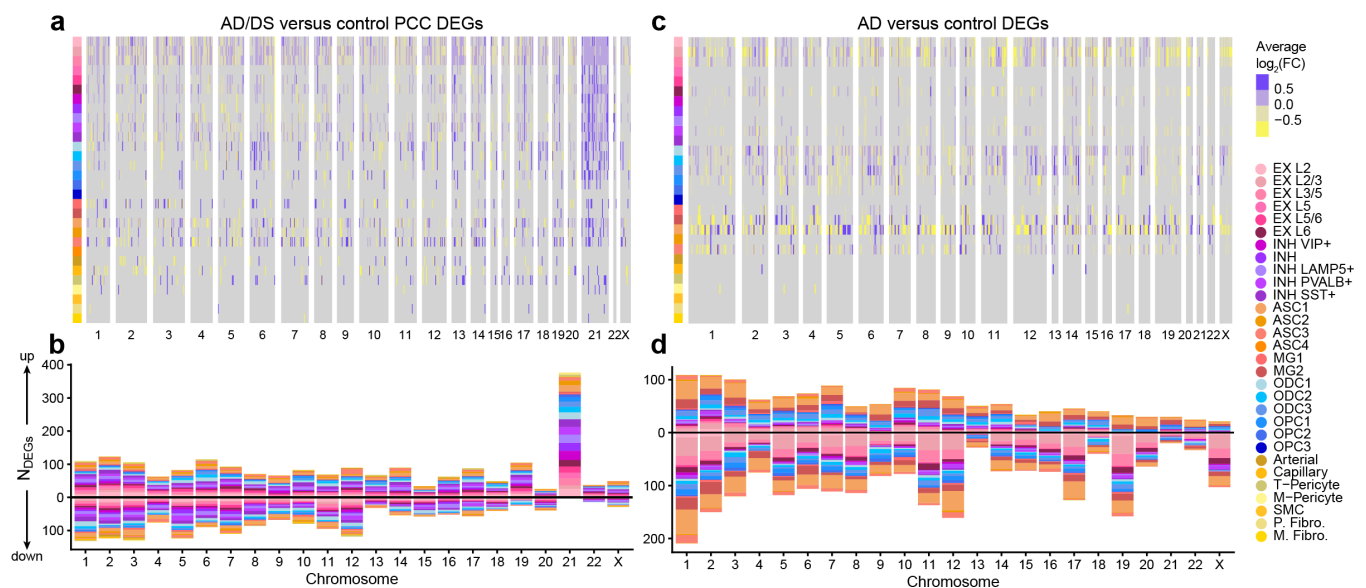 a
AD/DS versus control PCC DEGs
1 2 3 4 5 6 7 8 9 10 11 12 13 14 15 16 17 18 19 20 21 22 X
b
up
N_DEGs
down
400
300
200
100
0
100
1 2 3 4 5 6 7 8 9 10 11 12 13 14 15 16 17 18 19 20 21 22 X
Chromosome
c
AD versus control DEGs
1 2 3 4 5 6 7 8 9 10 11 12 13 14 15 16 17 18 19 20 21 22 X
d
100
0
100
200
1 2 3 4 5 6 7 8 9 10 11 12 13 14 15 16 17 18 19 20 21 22 X
Chromosome
Average
log2(FC)
0.5
0.0
−0.5
EX L2
EX L2/3
EX L3/5
EX L5
EX L5/6
EX L6
INH VIP+
INH
INH LAMP5+
INH PVALB+
INH SST+
ASC1
ASC2
ASC3
ASC4
MG1
MG2
ODC1
ODC2
ODC3
OPC1
OPC2
OPC3
Arterial
Capillary
T-Pericyte
M-Pericyte
SMC
P. Fibro.
M. Fibro.